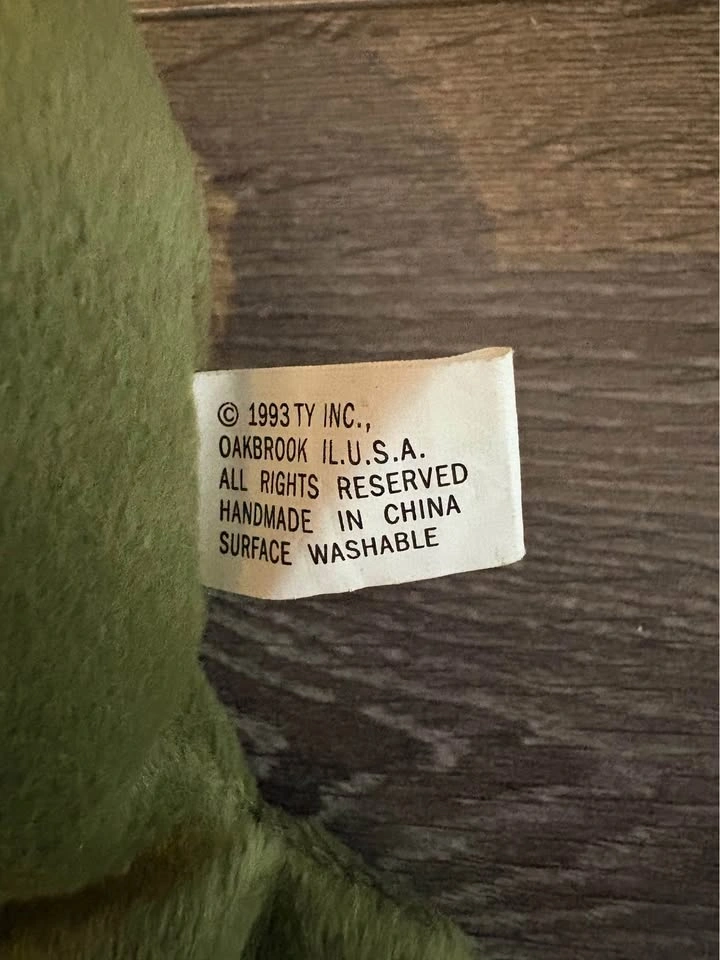 © 1993 TY INC.,
OAKBROOK IL.U.S.A.
ALL RIGHTS RESERVED
HANDMADE IN CHINA
SURFACE WASHABLE